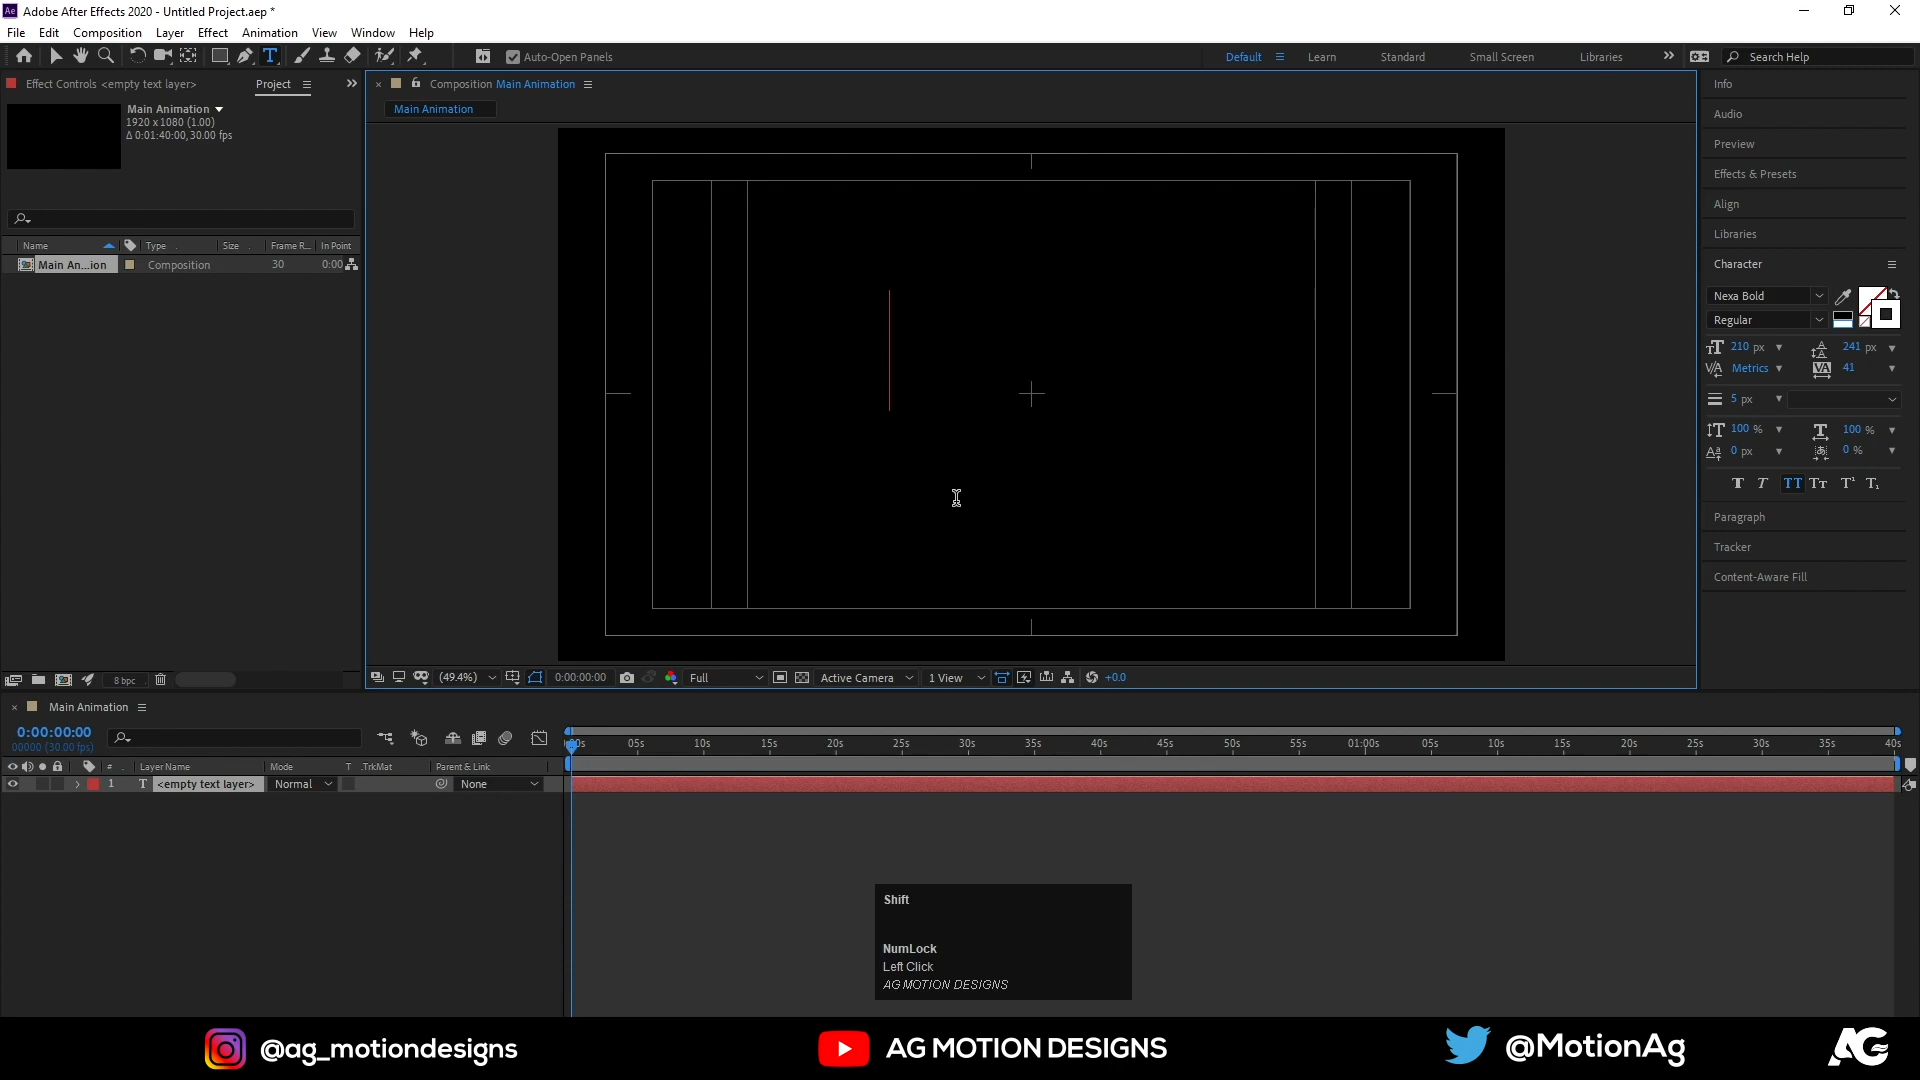 Ae Adobe After Effects 2020 - Untitled Project.aep *
File Edit Composition Layer Effect Animation View Window Help
Auto-Open Panels
Default Learn Standard Small Screen Libraries Search Help
Effect Controls <empty text layer> Project
Main Animation
1920 x 1080 (1.00)
Δ 0:01:40:00, 30.00 fps
Name Type Size Frame R... In Point
Main An...ion Composition 30 0:00
8 bpc
Composition Main Animation
Main Animation
(49.4%) 0:00:00:00 Full Active Camera 1 View +0.0
Info
Audio
Preview
Effects & Presets
Align
Libraries
Character
Nexa Bold
Regular
210 px 241 px
Metrics 41
5 px
100 % 100 %
0 px 0 %
T T TT Tt T¹ T₁
Paragraph
Tracker
Content-Aware Fill
Main Animation
0:00:00:00
00000 (30.00 fps)
# Layer Name Mode T .TrkMat Parent & Link
1 T <empty text layer> Normal None
05s 10s 15s 20s 25s 30s 35s 40s 45s 50s 55s 01:00s 05s 10s 15s 20s 25s 30s 35s 40s
Shift
NumLock
Left Click
AG MOTION DESIGNS
@ag_motiondesigns AG MOTION DESIGNS @MotionAg AG